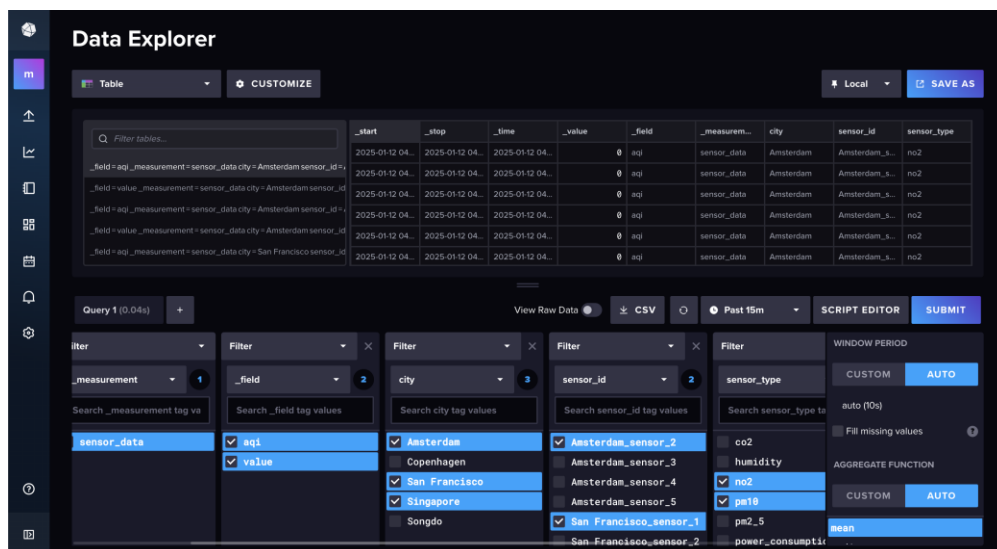 Data Explorer
m
Table
CUSTOMIZE
Local
SAVE AS
Filter tables...
_start _stop _time _value _field _measurem... city sensor_id sensor_type
2025-01-12 04... 2025-01-12 04... 2025-01-12 04... 0 aqi sensor_data Amsterdam Amsterdam_s... no2
_field = aqi _measurement = sensor_data city = Amsterdam sensor_id =
2025-01-12 04... 2025-01-12 04... 2025-01-12 04... 0 aqi sensor_data Amsterdam Amsterdam_s... no2
_field = value _measurement = sensor_data city = Amsterdam sensor_id
2025-01-12 04... 2025-01-12 04... 2025-01-12 04... 0 aqi sensor_data Amsterdam Amsterdam_s... no2
_field = aqi _measurement = sensor_data city = Amsterdam sensor_id =
2025-01-12 04... 2025-01-12 04... 2025-01-12 04... 0 aqi sensor_data Amsterdam Amsterdam_s... no2
_field = value _measurement = sensor_data city = Amsterdam sensor_id
2025-01-12 04... 2025-01-12 04... 2025-01-12 04... 0 aqi sensor_data Amsterdam Amsterdam_s... no2
_field = aqi _measurement = sensor_data city = San Francisco sensor_id
2025-01-12 04... 2025-01-12 04... 2025-01-12 04... 0 aqi sensor_data Amsterdam Amsterdam_s... no2
Query 1 (0.04s) +
View Raw Data
CSV
Past 15m
SCRIPT EDITOR
SUBMIT
Filter
_measurement 1
Search _measurement tag va
sensor_data
Filter
_field 2
Search _field tag values
aqi
value
Filter
city 3
Search city tag values
Amsterdam
Copenhagen
San Francisco
Singapore
Songdo
Filter
sensor_id 2
Search sensor_id tag values
Amsterdam_sensor_2
Amsterdam_sensor_3
Amsterdam_sensor_4
Amsterdam_sensor_5
San Francisco_sensor_1
San Francisco_sensor_2
Filter
sensor_type
Search sensor_type ta
co2
humidity
no2
pm10
pm2_5
power_consumptio
WINDOW PERIOD
CUSTOM AUTO
auto (10s)
Fill missing values ?
AGGREGATE FUNCTION
CUSTOM AUTO
mean